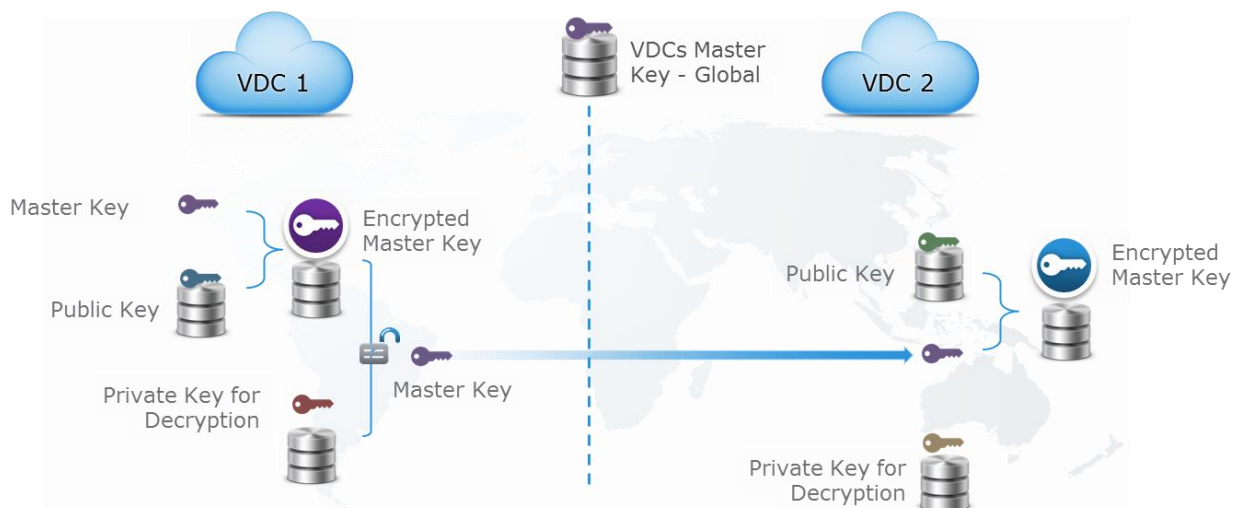 VDC 1
VDCs Master
Key - Global
VDC 2
Master Key
Encrypted
Master Key
Public Key
Master Key
Private Key for
Decryption
Public Key
Encrypted
Master Key
Private Key for
Decryption